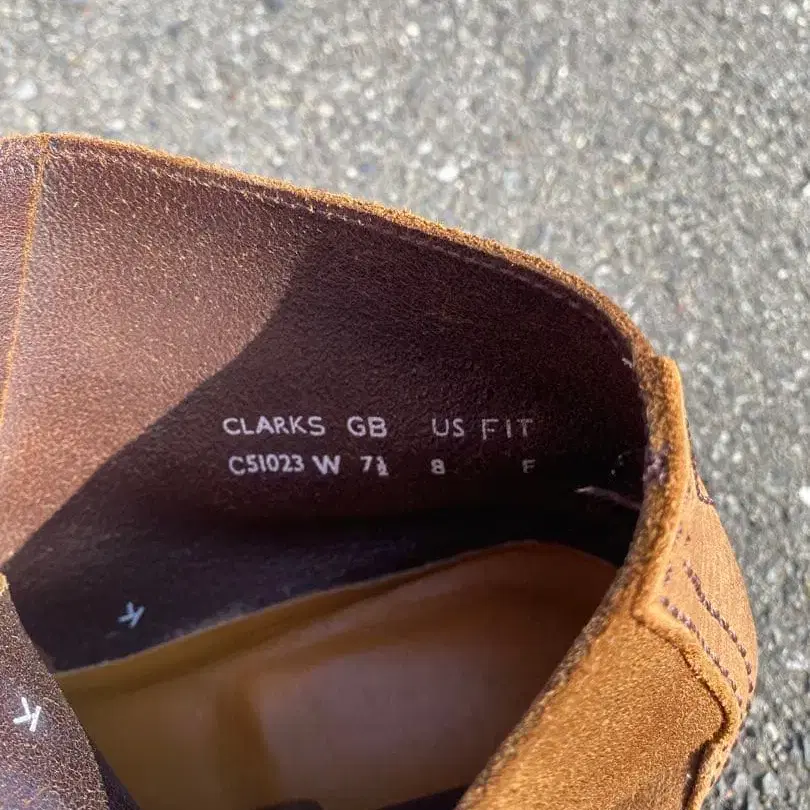 CLARKS GB US FIT
C51023 W 7½ 8 F
K
K